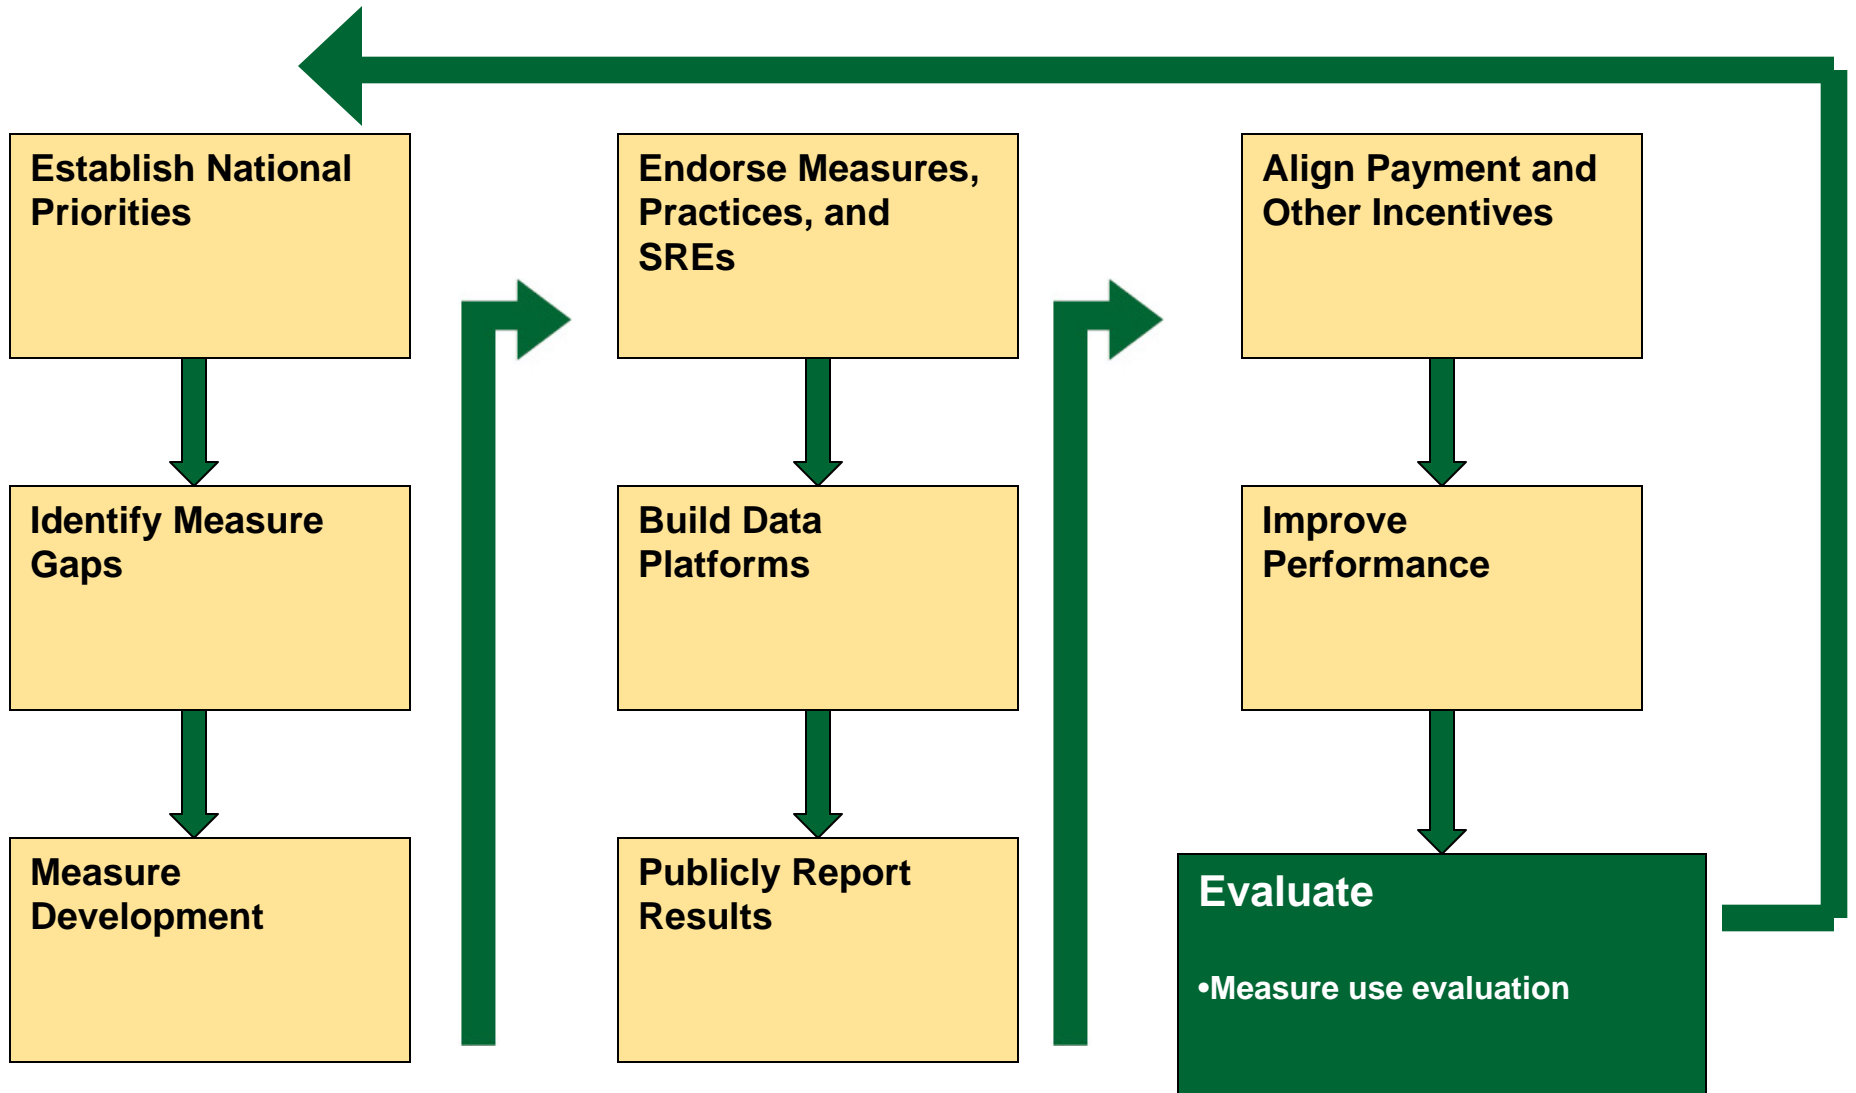 Establish National
Priorities
Identify Measure
Gaps
Measure
Development
Endorse Measures,
Practices, and
SREs
Build Data
Platforms
Publicly Report
Results
Align Payment and
Other Incentives
Improve
Performance
Evaluate
•Measure use evaluation